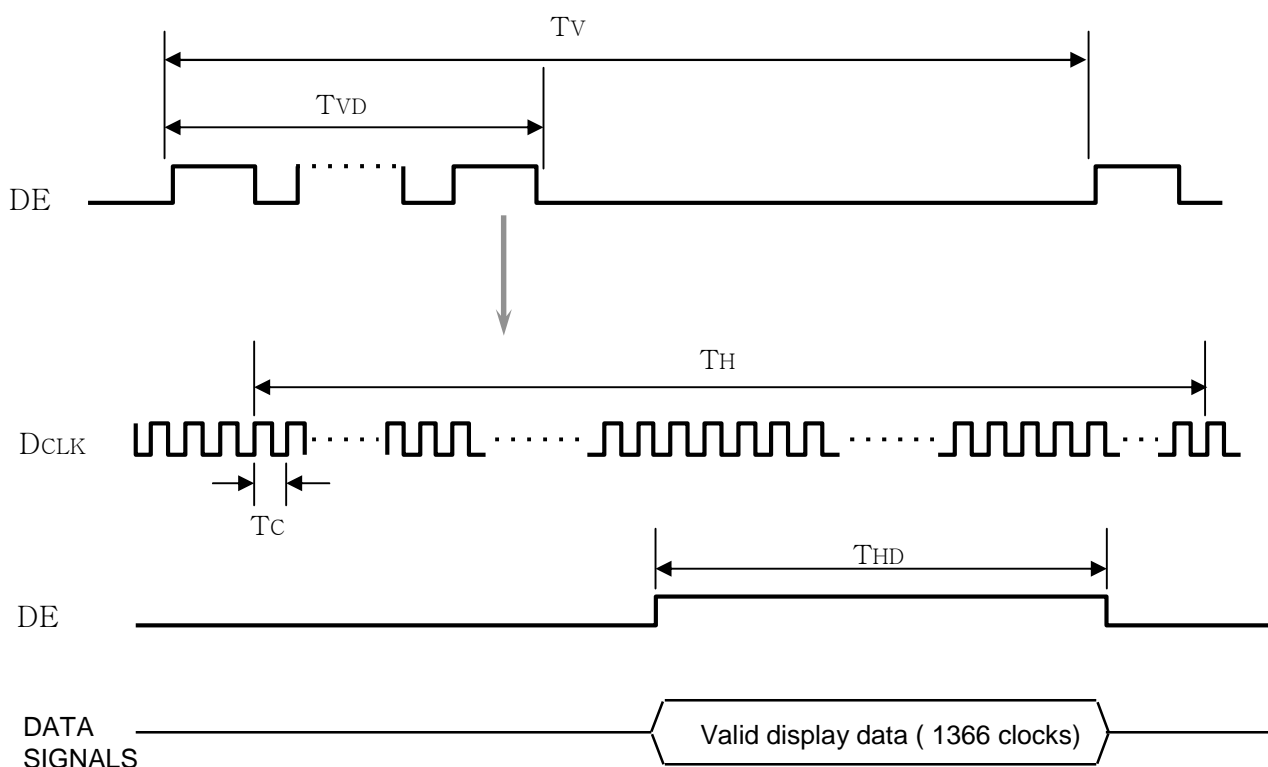 TV
TVD
DE
TH
DCLK
TC
THD
DE
DATA
SIGNALS
Valid display data ( 1366 clocks)